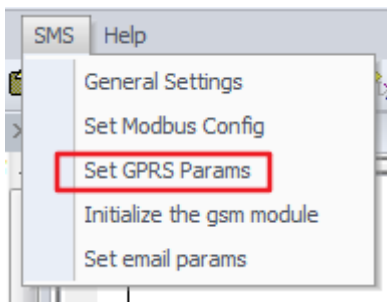 SMS Help
General Settings
Set Modbus Config
Set GPRS Params
Initialize the gsm module
Set email params